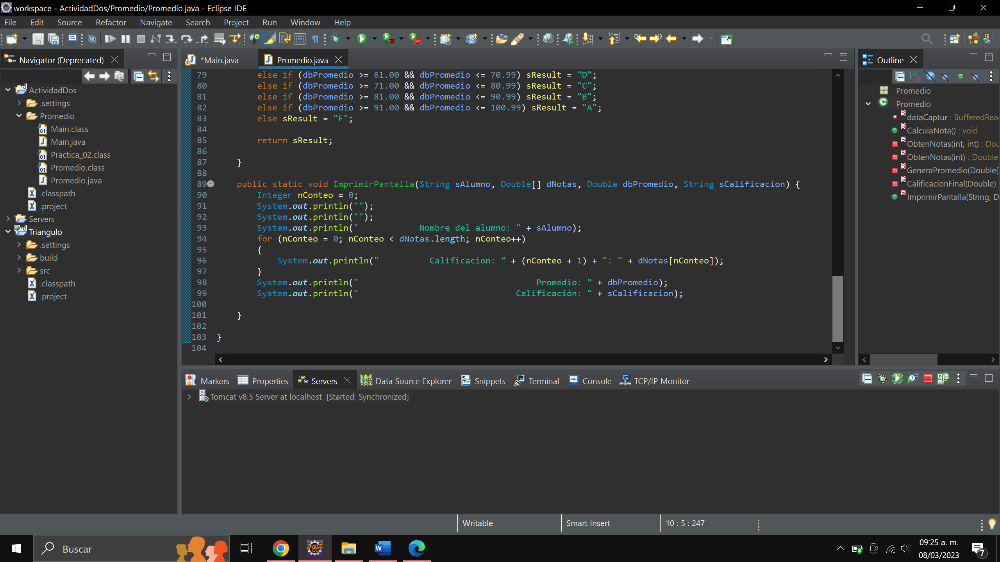 workspace - ActividadDos/Promedio/Promedio.java - Eclipse IDE
File Edit Source Refactor Navigate Search Project Run Window Help
Navigator (Deprecated)
ActividadDos
.settings
Promedio
Main.class
Main.java
Practica_02.class
Promedio.class
Promedio.java
.classpath
.project
Servers
Triangulo
.settings
build
src
.classpath
.project
*Main.java Promedio.java
79 else if (dbPromedio >= 61.00 && dbPromedio <= 70.99) sResult = "D";
80 else if (dbPromedio >= 71.00 && dbPromedio <= 80.99) sResult = "C";
81 else if (dbPromedio >= 81.00 && dbPromedio <= 90.99) sResult = "B";
82 else if (dbPromedio >= 91.00 && dbPromedio <= 100.99) sResult = "A";
83 else sResult = "F";
84
85 return sResult;
86
87 }
88
89 public static void ImprimirPantalla(String sAlumno, Double[] dNotas, Double dbPromedio, String sCalificacion) {
90 Integer nConteo = 0;
91 System.out.println("");
92 System.out.println("");
93 System.out.println("            Nombre del alumno: " + sAlumno);
94 for (nConteo = 0; nConteo < dNotas.length; nConteo++)
95 {
96 System.out.println("          Calificacion: " + (nConteo + 1) + ": " + dNotas[nConteo]);
97 }
98 System.out.println("                                   Promedio: " + dbPromedio);
99 System.out.println("                               Calificación: " + sCalificacion);
100
101 }
102
103 }
104
Outline
Promedio
Promedio
dataCaptur : BufferedRea
CalculaNota() : void
ObtenNotas(int, int) : Dou
ObtenNotas(int) : Double
GeneraPromedio(Double[
CalificacionFinal(Double)
ImprimirPantalla(String, D
Markers Properties Servers Data Source Explorer Snippets Terminal Console TCP/IP Monitor
Tomcat v8.5 Server at localhost [Started, Synchronized]
Writable Smart Insert 10 : 5 : 247
Buscar
09:25 a. m.
08/03/2023
7